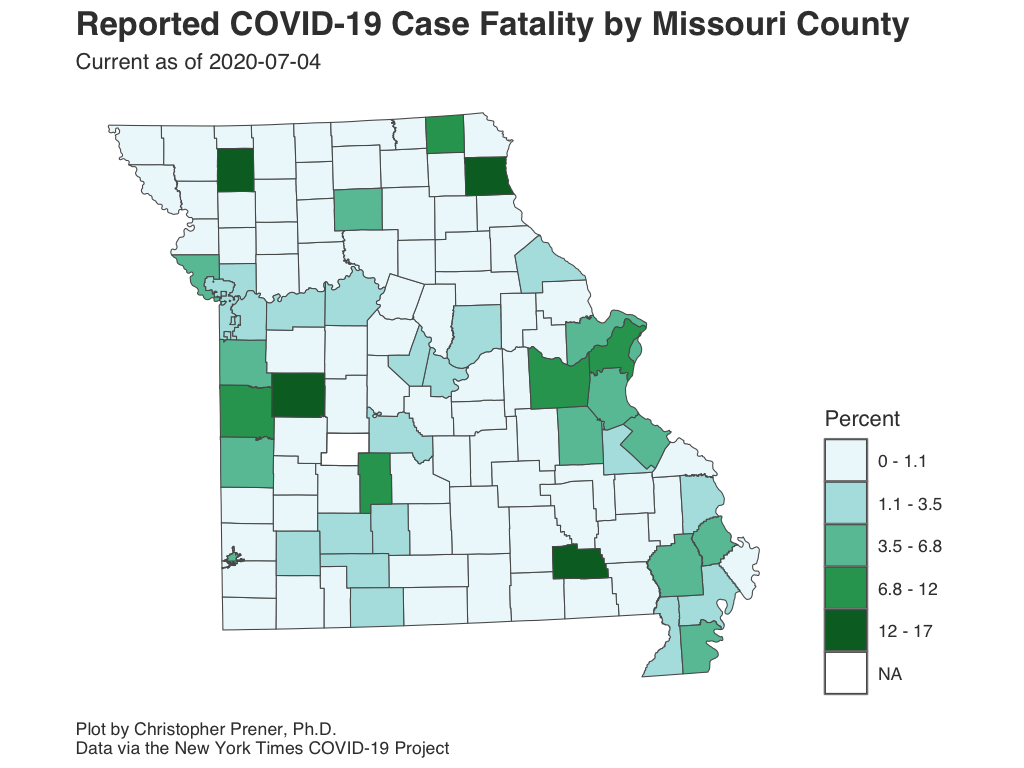 Reported COVID-19 Case Fatality by Missouri County
Current as of 2020-07-04
Percent
0 - 1.1
1.1 - 3.5
3.5 - 6.8
6.8 - 12
12 - 17
NA
Plot by Christopher Prener, Ph.D.
Data via the New York Times COVID-19 Project